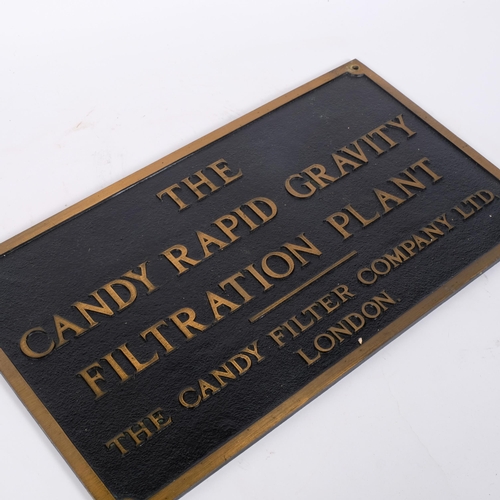 THE
CANDY RAPID GRAVITY
FILTRATION PLANT
THE CANDY FILTER COMPANY LTD.
LONDON.